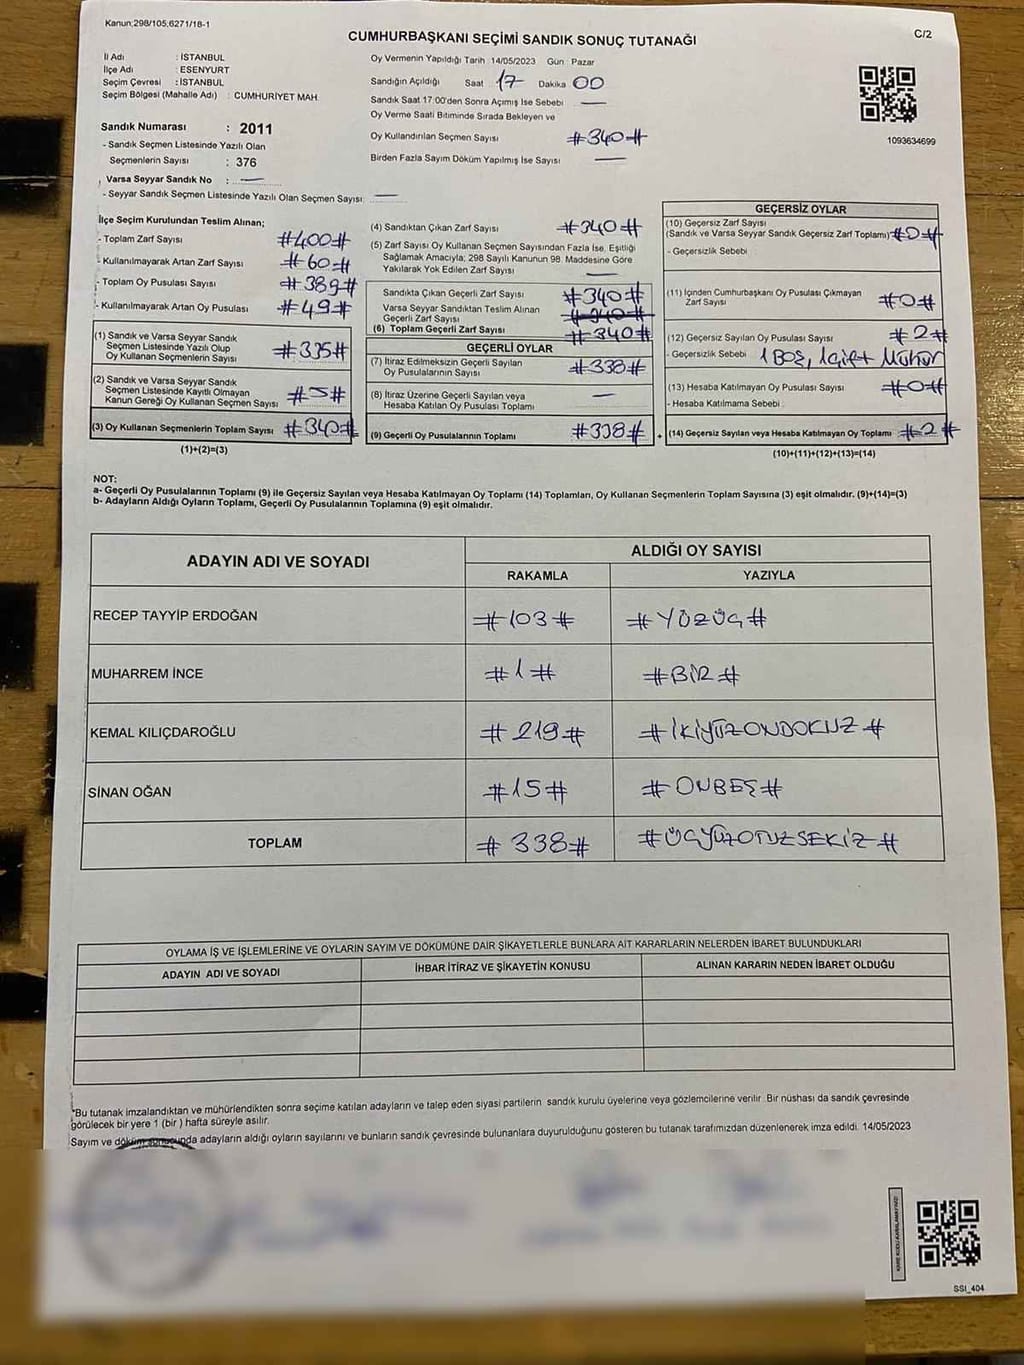 Kanun;298/105,6271/18-1
CUMHURBAŞKANI SEÇİMİ SANDIK SONUÇ TUTANAĞI
C/2
İl Adı : İSTANBUL
İlçe Adı : ESENYURT
Seçim Çevresi : İSTANBUL
Seçim Bölgesi (Mahalle Adı) : CUMHURİYET MAH.
Sandık Numarası : 2011
- Sandık Seçmen Listesinde Yazılı Olan
Seçmenlerin Sayısı : 376
Varsa Seyyar Sandık No : —
- Seyyar Sandık Seçmen Listesinde Yazılı Olan Seçmen Sayısı: —
Oy Vermenin Yapıldığı Tarih 14/05/2023 Gün : Pazar
Sandığın Açıldığı Saat 17 Dakika 00
Sandık Saat 17:00'den Sonra Açımış İse Sebebi —
Oy Verme Saati Bitiminde Sırada Bekleyen ve
Oy Kullandırılan Seçmen Sayısı #340#
Birden Fazla Sayım Döküm Yapılmış İse Sayısı —
1093634699
İlçe Seçim Kurulundan Teslim Alınan;
- Toplam Zarf Sayısı #400#
- Kullanılmayarak Artan Zarf Sayısı #60#
- Toplam Oy Pusulası Sayısı #389#
- Kullanılmayarak Artan Oy Pusulası #49#
(1) Sandık ve Varsa Seyyar Sandık
Seçmen Listesinde Yazılı Olup
Oy Kullanan Seçmenlerin Sayısı #335#
(2) Sandık ve Varsa Seyyar Sandık
Seçmen Listesinde Kayıtlı Olmayan
Kanun Gereği Oy Kullanan Seçmen Sayısı #5#
(3) Oy Kullanan Seçmenlerin Toplam Sayısı #340#
(1)+(2)=(3)
(4) Sandıktan Çıkan Zarf Sayısı #340#
(5) Zarf Sayısı Oy Kullanan Seçmen Sayısından Fazla İse, Eşitliği
Sağlamak Amacıyla; 298 Sayılı Kanunun 98. Maddesine Göre
Yakılarak Yok Edilen Zarf Sayısı —
Sandıkta Çıkan Geçerli Zarf Sayısı #340#
Varsa Seyyar Sandıktan Teslim Alınan
Geçerli Zarf Sayısı #340#
(6) Toplam Geçerli Zarf Sayısı #340#
GEÇERLİ OYLAR
(7) İtiraz Edilmeksizin Geçerli Sayılan
Oy Pusulalarının Sayısı #338#
(8) İtiraz Üzerine Geçerli Sayılan veya
Hesaba Katılan Oy Pusulası Toplamı —
(9) Geçerli Oy Pusulalarının Toplamı #338#
+
GEÇERSİZ OYLAR
(10) Geçersiz Zarf Sayısı
(Sandık ve Varsa Seyyar Sandık Geçersiz Zarf Toplamı) #0#
- Geçersizlik Sebebi
(11) İçinden Cumhurbaşkanı Oy Pusulası Çıkmayan
Zarf Sayısı #0#
(12) Geçersiz Sayılan Oy Pusulası Sayısı #2#
- Geçersizlik Sebebi 1 BOŞ, 1 çift Mühür
(13) Hesaba Katılmayan Oy Pusulası Sayısı #0#
- Hesaba Katılmama Sebebi
(14) Geçersiz Sayılan veya Hesaba Katılmayan Oy Toplamı #2#
(10)+(11)+(12)+(13)=(14)
NOT:
a- Geçerli Oy Pusulalarının Toplamı (9) ile Geçersiz Sayılan veya Hesaba Katılmayan Oy Toplamı (14) Toplamları, Oy Kullanan Seçmenlerin Toplam Sayısına (3) eşit olmalıdır. (9)+(14)=(3)
b- Adayların Aldığı Oyların Toplamı, Geçerli Oy Pusulalarının Toplamına (9) eşit olmalıdır.
ADAYIN ADI VE SOYADI ALDIĞI OY SAYISI
RAKAMLA YAZIYLA
RECEP TAYYİP ERDOĞAN #103# #YÜZÜÇ#
MUHARREM İNCE #1# #BİR#
KEMAL KILIÇDAROĞLU #219# #İKİYÜZONDOKUZ#
SİNAN OĞAN #15# #ONBEŞ#
TOPLAM #338# #ÜÇYÜZOTUZSEKİZ#
OYLAMA İŞ VE İŞLEMLERİNE VE OYLARIN SAYIM VE DÖKÜMÜNE DAİR ŞİKAYETLERLE BUNLARA AİT KARARLARIN NELERDEN İBARET BULUNDUKLARI
ADAYIN ADI VE SOYADI İHBAR İTİRAZ VE ŞİKAYETİN KONUSU ALINAN KARARIN NEDEN İBARET OLDUĞU
*Bu tutanak imzalandıktan ve mühürlendikten sonra seçime katılan adayların ve talep eden siyasi partilerin sandık kurulu üyelerine veya gözlemcilerine verilir. Bir nüshası da sandık çevresinde
görülecek bir yere 1 (bir ) hafta süreyle asılır.
Sayım ve döküm sonucunda adayların aldığı oyların sayılarını ve bunların sandık çevresinde bulunanlara duyurulduğunu gösteren bu tutanak tarafımızdan düzenlenerek imza edildi. 14/05/2023
SSI_404